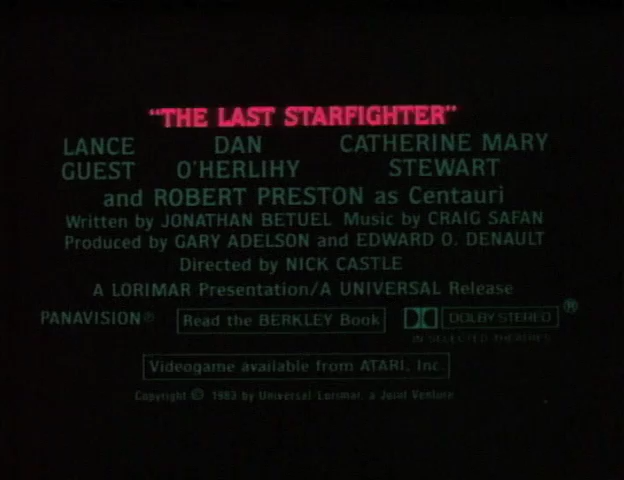 "THE LAST STARFIGHTER"
LANCE GUEST DAN O'HERLIHY CATHERINE MARY STEWART
and ROBERT PRESTON as Centauri
Written by JONATHAN BETUEL Music by CRAIG SAFAN
Produced by GARY ADELSON and EDWARD O. DENAULT
Directed by NICK CASTLE
A LORIMAR Presentation/A UNIVERSAL Release
PANAVISION® Read the BERKLEY Book DOLBY STEREO ®
IN SELECTED THEATRES
Videogame available from ATARI, Inc.
Copyright © 1983 by Universal-Lorimar, a Joint Venture